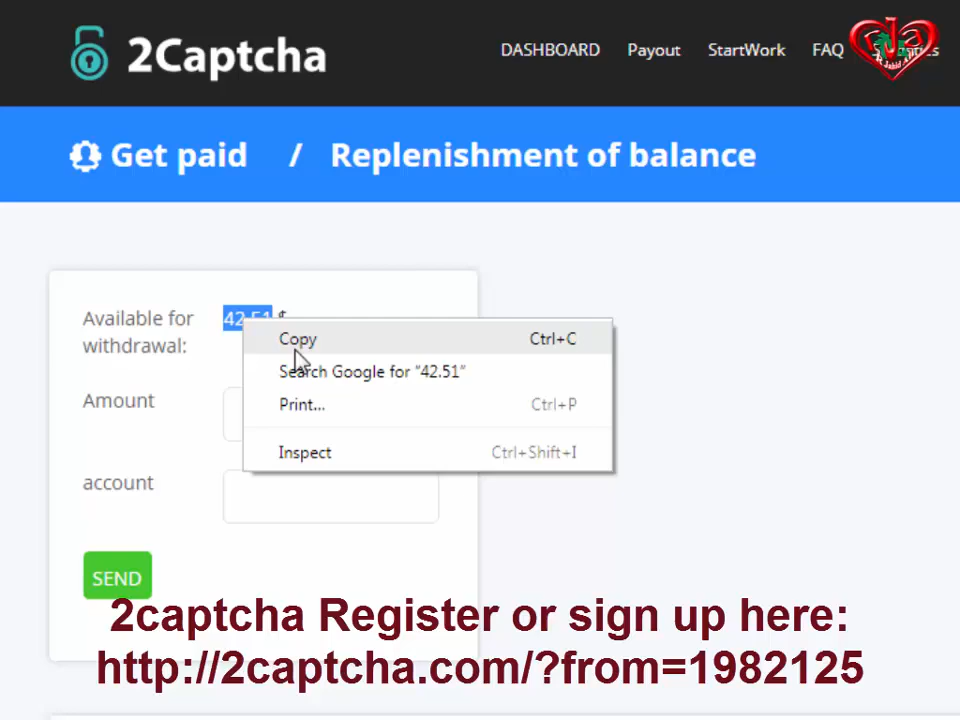 2Captcha
DASHBOARD Payout StartWork FAQ
Get paid / Replenishment of balance
Available for 42.51 $
withdrawal:
Copy Ctrl+C
Search Google for "42.51"
Amount
Print... Ctrl+P
Inspect Ctrl+Shift+I
account
SEND
2captcha Register or sign up here:
http://2captcha.com/?from=1982125